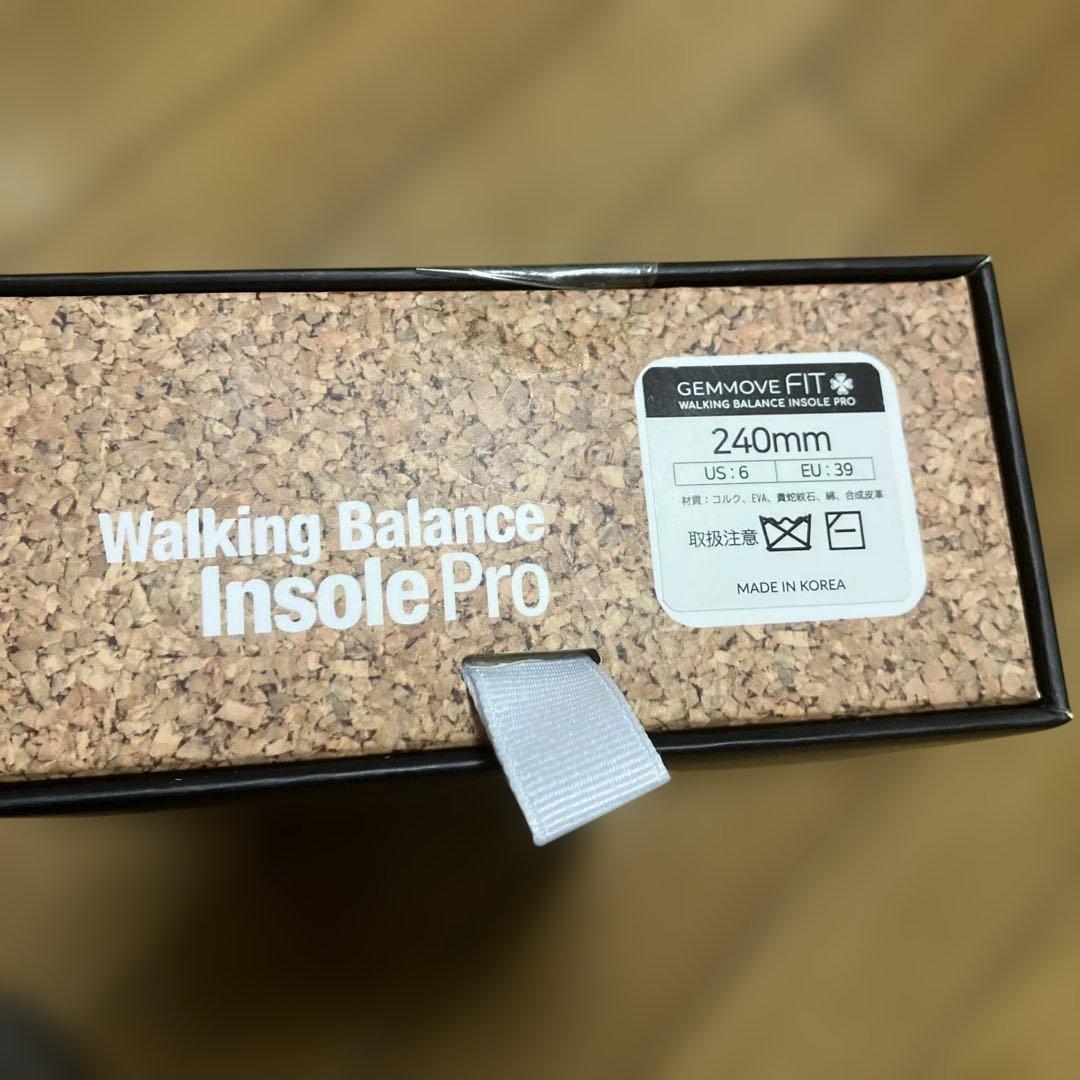 Walking Balance
Insole Pro
GEMMOVE FIT
WALKING BALANCE INSOLE PRO
240mm
US : 6 EU : 39
材質：コルク、EVA、貴蛇紋石、綿、合成皮革
取扱注意
MADE IN KOREA